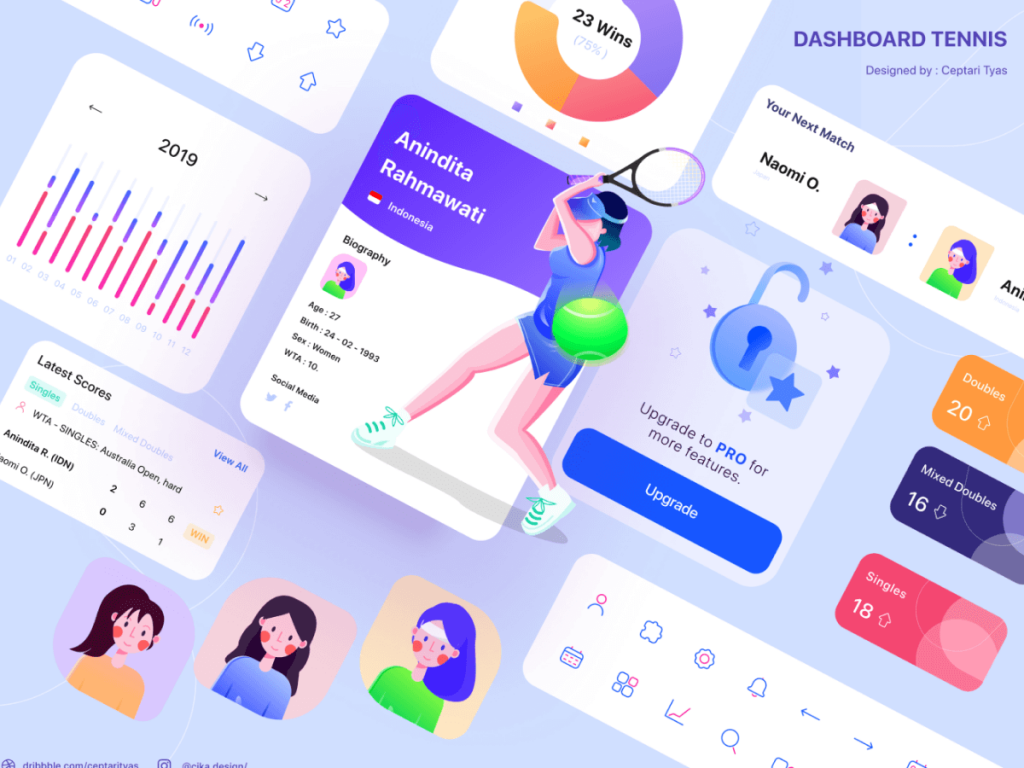 DASHBOARD TENNIS
Designed by : Ceptari Tyas
23 Wins
(75% )
2019
01 02 03 04 05 06 07 08 09 10 11 12
Anindita
Rahmawati
Indonesia
Biography
Age : 27
Birth : 24 - 02 - 1993
Sex : Women
WTA : 10.
Social Media
Your Next Match
Naomi O.
Japan
Upgrade to PRO for
more features.
Upgrade
Doubles
20
Mixed Doubles
16
Singles
18
Latest Scores
Singles
Doubles
Mixed Doubles
View All
WTA - SINGLES: Australia Open, hard
Anindita R. (IDN)
2 6 6
WIN
(JPN)
0 3 1
dribbble.com/ceptarityas
@cika.design/